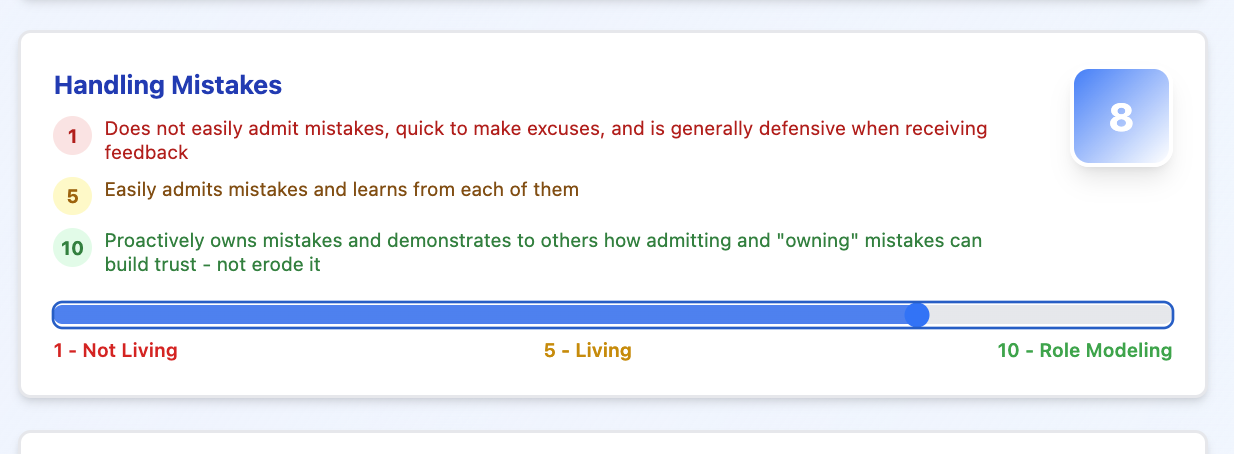 Handling Mistakes
8
1
Does not easily admit mistakes, quick to make excuses, and is generally defensive when receiving
feedback
5
Easily admits mistakes and learns from each of them
10
Proactively owns mistakes and demonstrates to others how admitting and "owning" mistakes can
build trust - not erode it
1 - Not Living
5 - Living
10 - Role Modeling